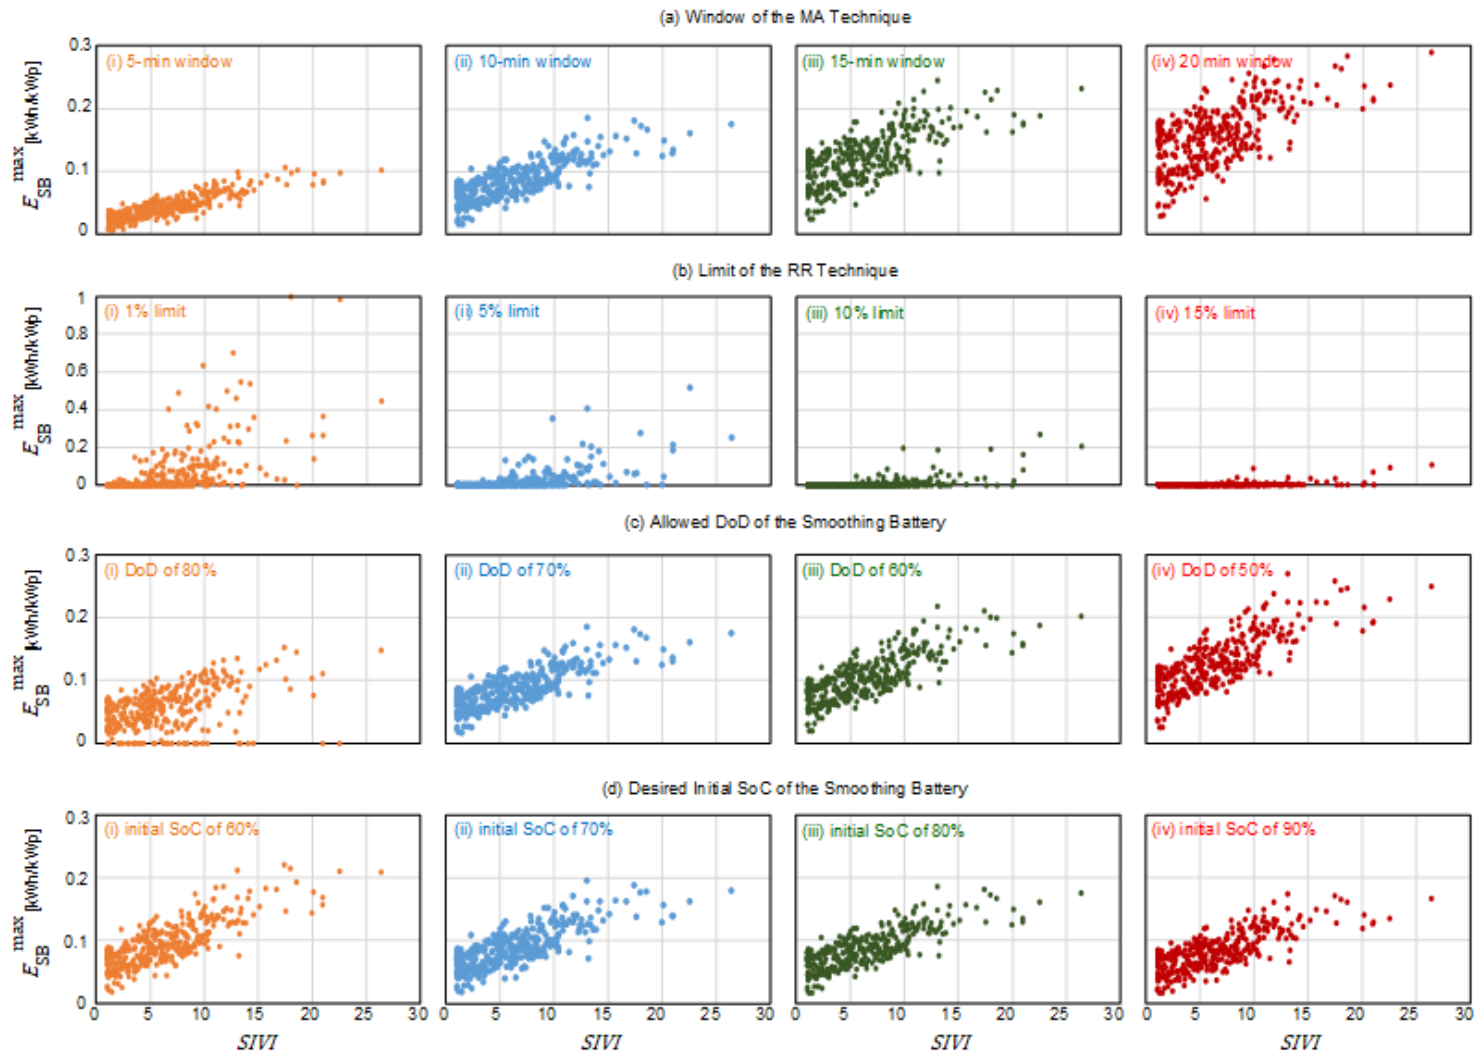 (a) Window of the MA Technique
0.3
0.2
0.1
0
E_SB^max [kWh/kWp]
(i) 5-min window
(ii) 10-min window
(iii) 15-min window
(iv) 20 min window
(b) Limit of the RR Technique
1
0.8
0.6
0.4
0.2
0
E_SB^max [kWh/kWp]
(i) 1% limit
(ii) 5% limit
(iii) 10% limit
(iv) 15% limit
(c) Allowed DoD of the Smoothing Battery
0.3
0.2
0.1
0
E_SB^max [kWh/kWp]
(i) DoD of 80%
(ii) DoD of 70%
(iii) DoD of 60%
(iv) DoD of 50%
(d) Desired Initial SoC of the Smoothing Battery
0.3
0.2
0.1
0
E_SB^max [kWh/kWp]
(i) initial SoC of 60%
(ii) initial SoC of 70%
(iii) initial SoC of 80%
(iv) initial SoC of 90%
0 5 10 15 20 25 30
0 5 10 15 20 25 30
0 5 10 15 20 25 30
0 5 10 15 20 25 30
SIVI
SIVI
SIVI
SIVI